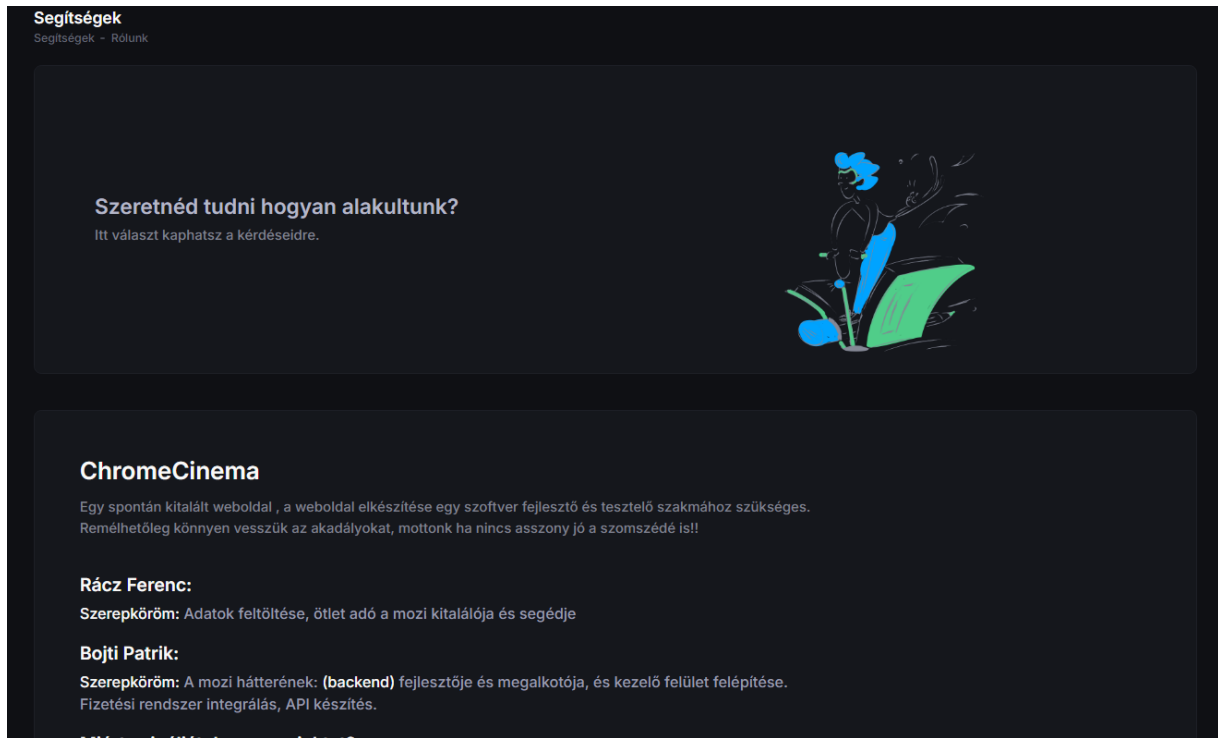 Segítségek
Segítségek - Rólunk
Szeretnéd tudni hogyan alakultunk?
Itt választ kaphatsz a kérdéseidre.
ChromeCinema
Egy spontán kitalált weboldal , a weboldal elkészítése egy szoftver fejlesztő és tesztelő szakmához szükséges.
Remélhetőleg könnyen vesszük az akadályokat, mottonk ha nincs asszony jó a szomszédé is!!
Rácz Ferenc:
Szerepköröm: Adatok feltöltése, ötlet adó a mozi kitalálója és segédje
Bojti Patrik:
Szerepköröm: A mozi hátterének: (backend) fejlesztője és megalkotója, és kezelő felület felépítése.
Fizetési rendszer integrálás, API készítés.